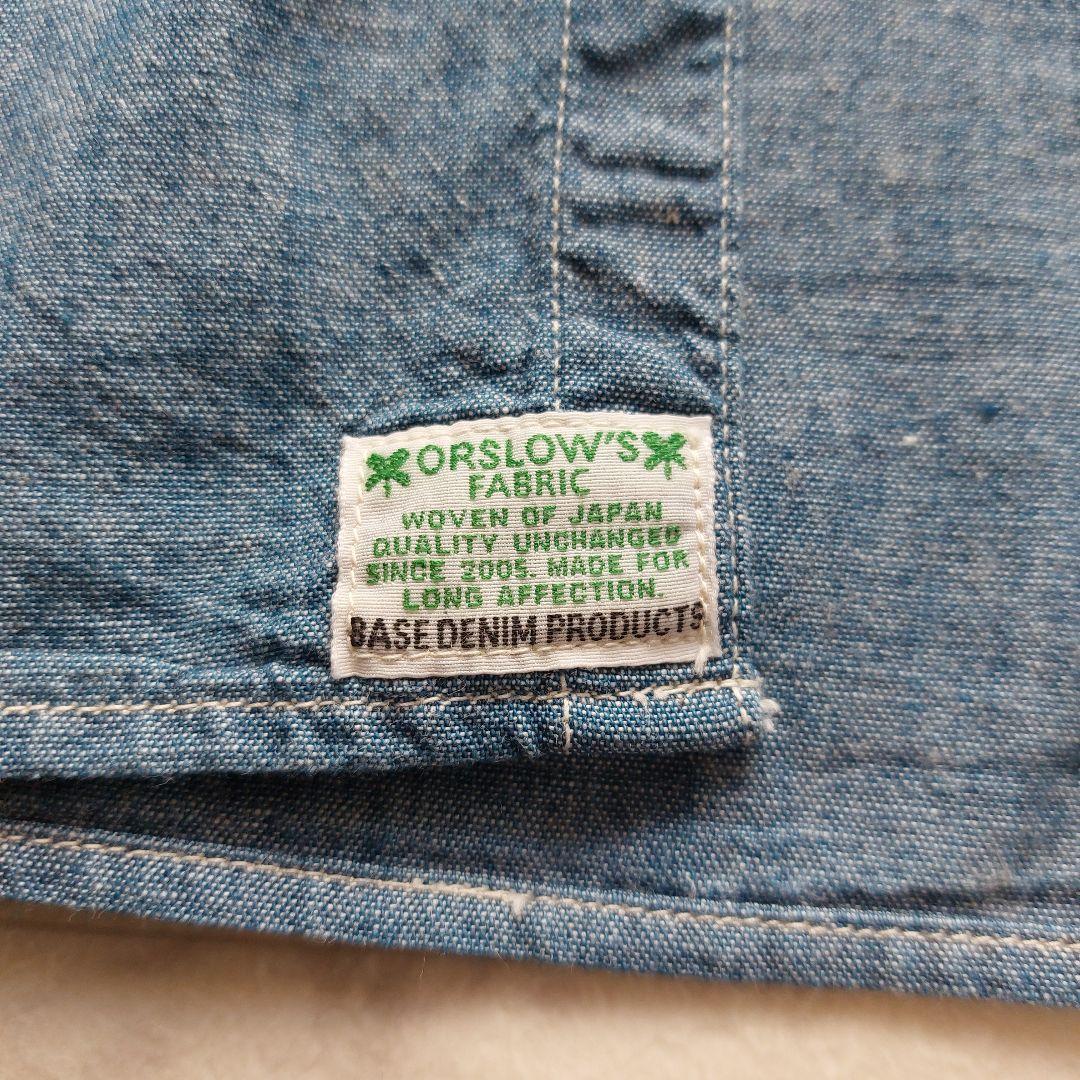 ORSLOW'S
FABRIC
WOVEN OF JAPAN
QUALITY UNCHANGED
SINCE 2005. MADE FOR
LONG AFFECTION.
BASE DENIM PRODUCTS